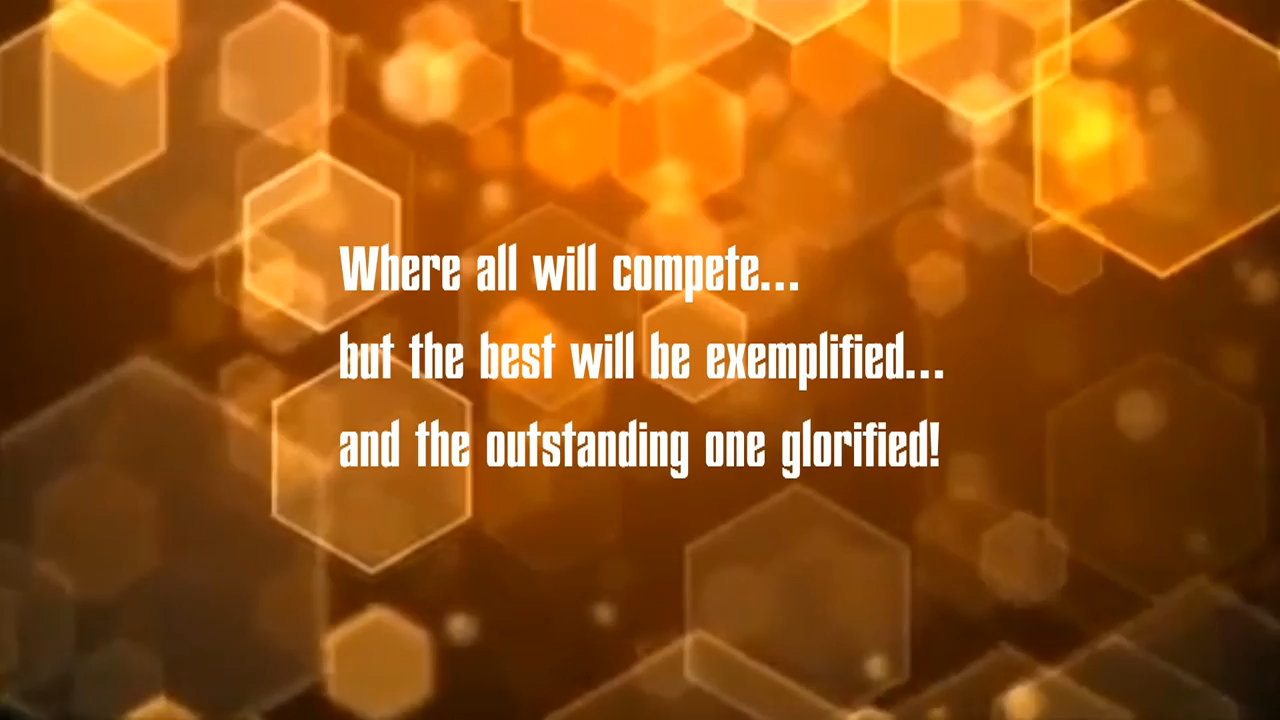 Where all will compete...
but the best will be exemplified...
and the outstanding one glorified!